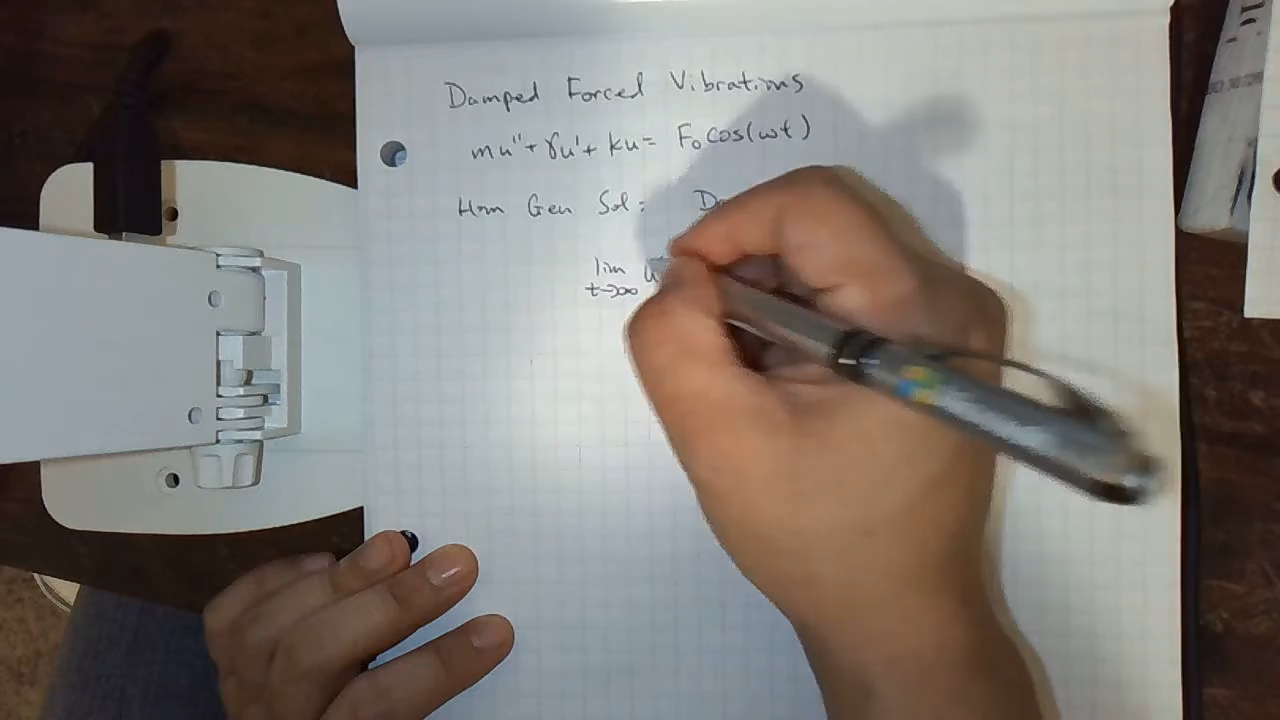 Damped Forced Vibrations
mu'' + γu' + ku = F₀cos(ωt)
Hom Gen Sol:
lim
t→∞ u